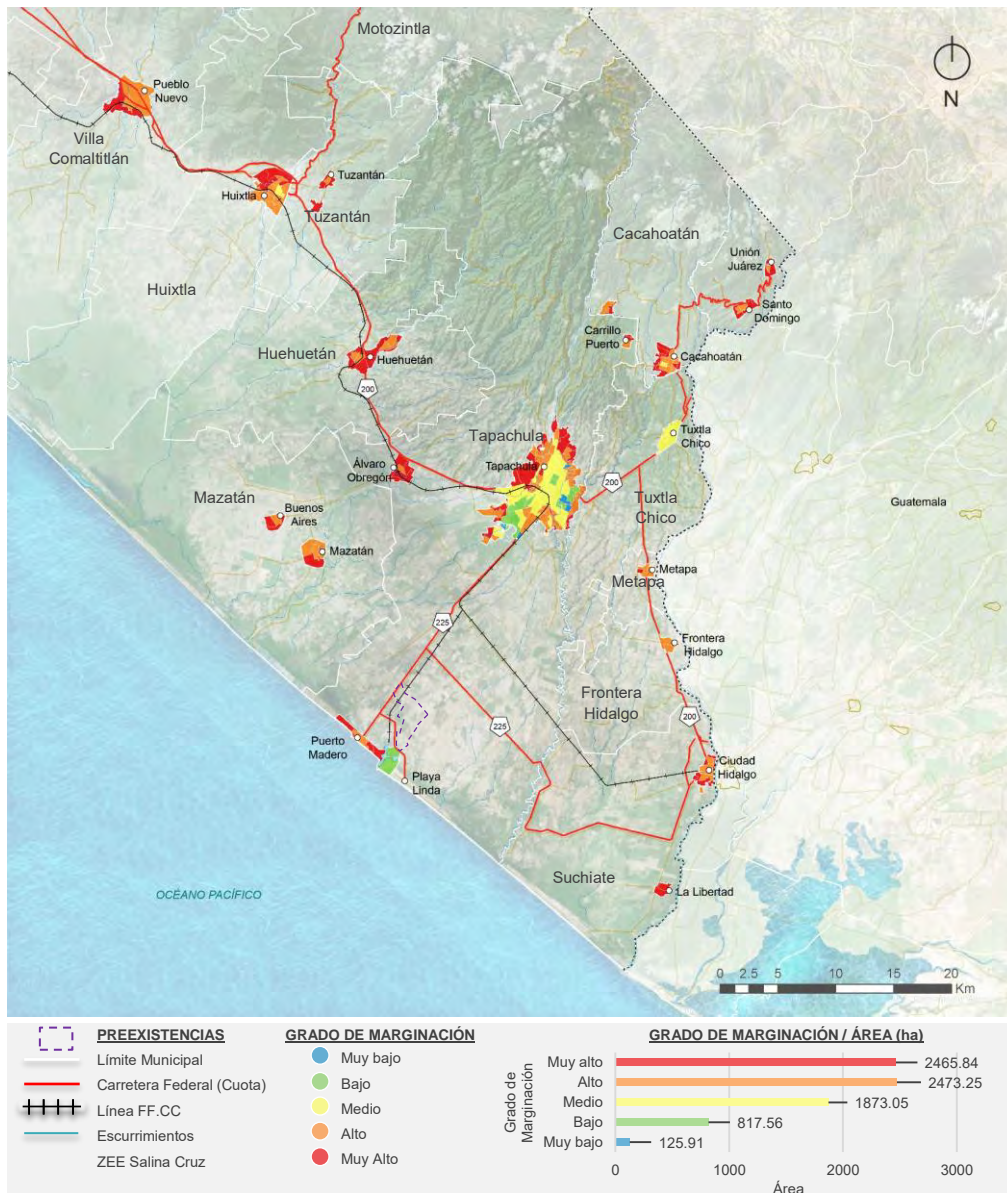 Motozintla
N
Pueblo
Nuevo
Villa
Comaltitlán
Tuzantán
Huixtla
Tuzantán
Cacahoatán
Unión
Juárez
Huixtla
Santo
Domingo
Carrillo
Puerto
Huehuetán
Huehuetán
Cacahoatán
200
Tapachula
Tuxtla
Chico
Álvaro
Obregón
Tapachula
200
Mazatán
Tuxtla
Chico
Guatemala
Buenos
Aires
Mazatán
Metapa
Metapa
225
Frontera
Hidalgo
Frontera
Hidalgo
200
225
Puerto
Madero
Ciudad
Hidalgo
Playa
Linda
Suchiate
La Libertad
OCÉANO PACÍFICO
0 2.5 5 10 15 20
Km
PREEXISTENCIAS
Límite Municipal
Carretera Federal (Cuota)
Línea FF.CC
Escurrimientos
ZEE Salina Cruz
GRADO DE MARGINACIÓN
Muy bajo
Bajo
Medio
Alto
Muy Alto
GRADO DE MARGINACIÓN / ÁREA (ha)
Grado de
Marginación
Muy alto 2465.84
Alto 2473.25
Medio 1873.05
Bajo 817.56
Muy bajo 125.91
0 1000 2000 3000
Área